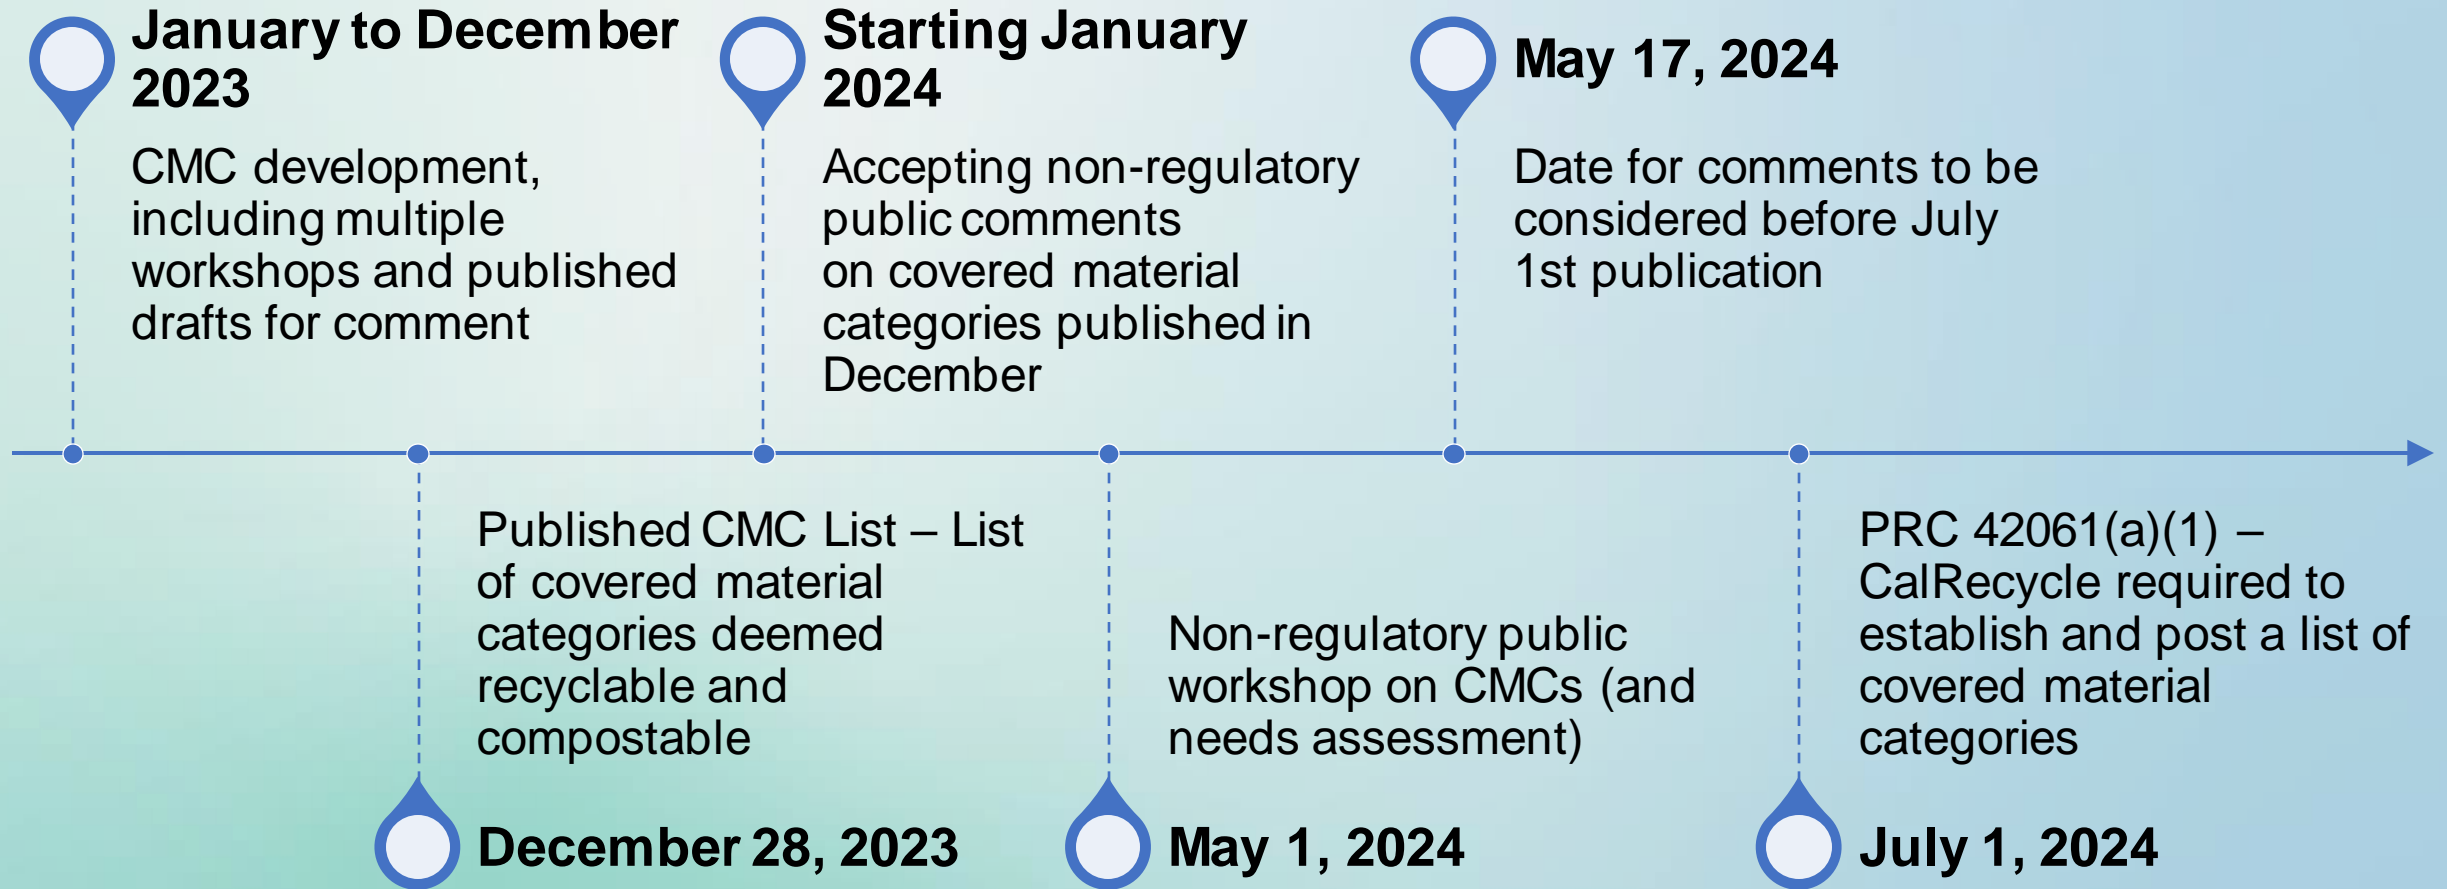 January to December
2023
CMC development,
including multiple
workshops and published
drafts for comment
Published CMC List – List
of covered material
categories deemed
recyclable and
compostable
December 28, 2023
Starting January
2024
Accepting non-regulatory
public comments
on covered material
categories published in
December
Non-regulatory public
workshop on CMCs (and
needs assessment)
May 1, 2024
May 17, 2024
Date for comments to be
considered before July
1st publication
PRC 42061(a)(1) –
CalRecycle required to
establish and post a list of
covered material
categories
July 1, 2024